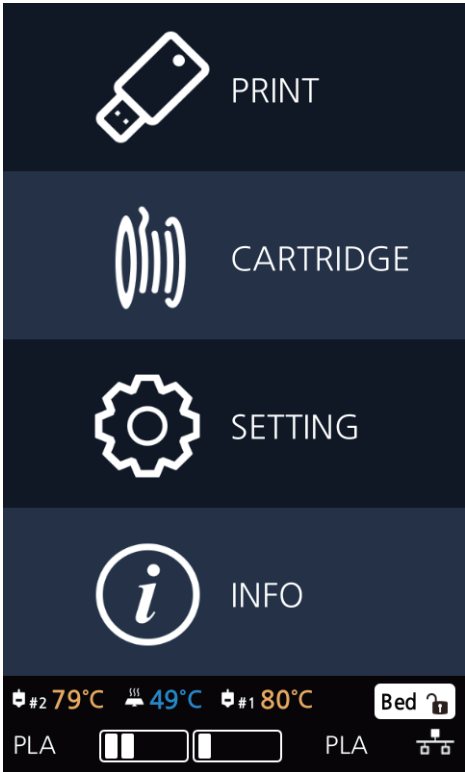 PRINT
CARTRIDGE
SETTING
i INFO
#2 79°C 49°C #1 80°C Bed
PLA PLA